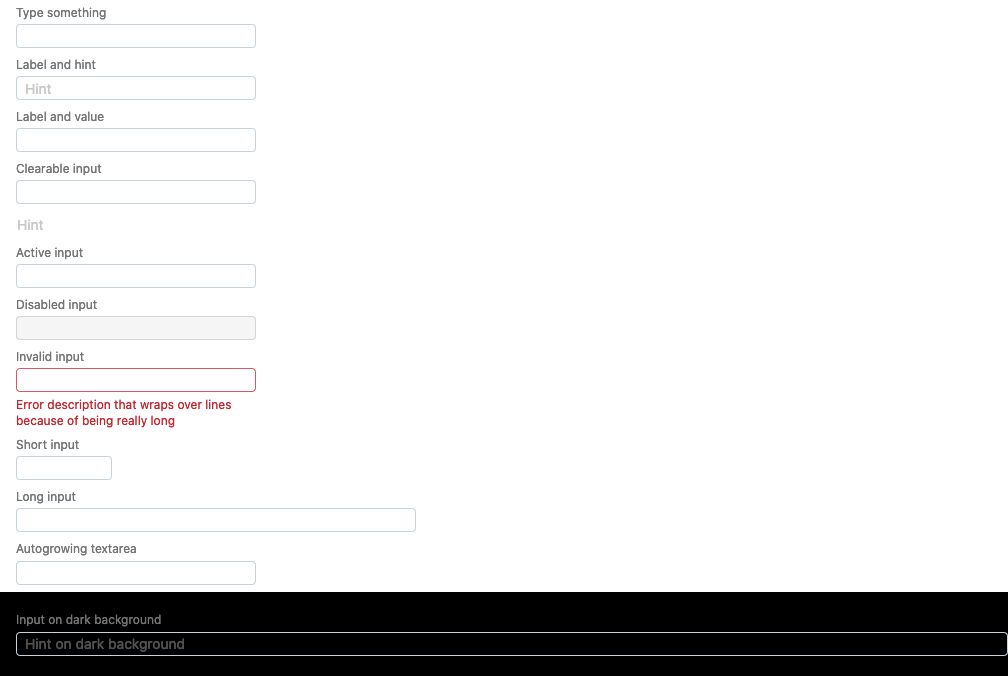 Type something
Label and hint
Hint
Label and value
Clearable input
Hint
Active input
Disabled input
Invalid input
Error description that wraps over lines
because of being really long
Short input
Long input
Autogrowing textarea
Input on dark background
Hint on dark background